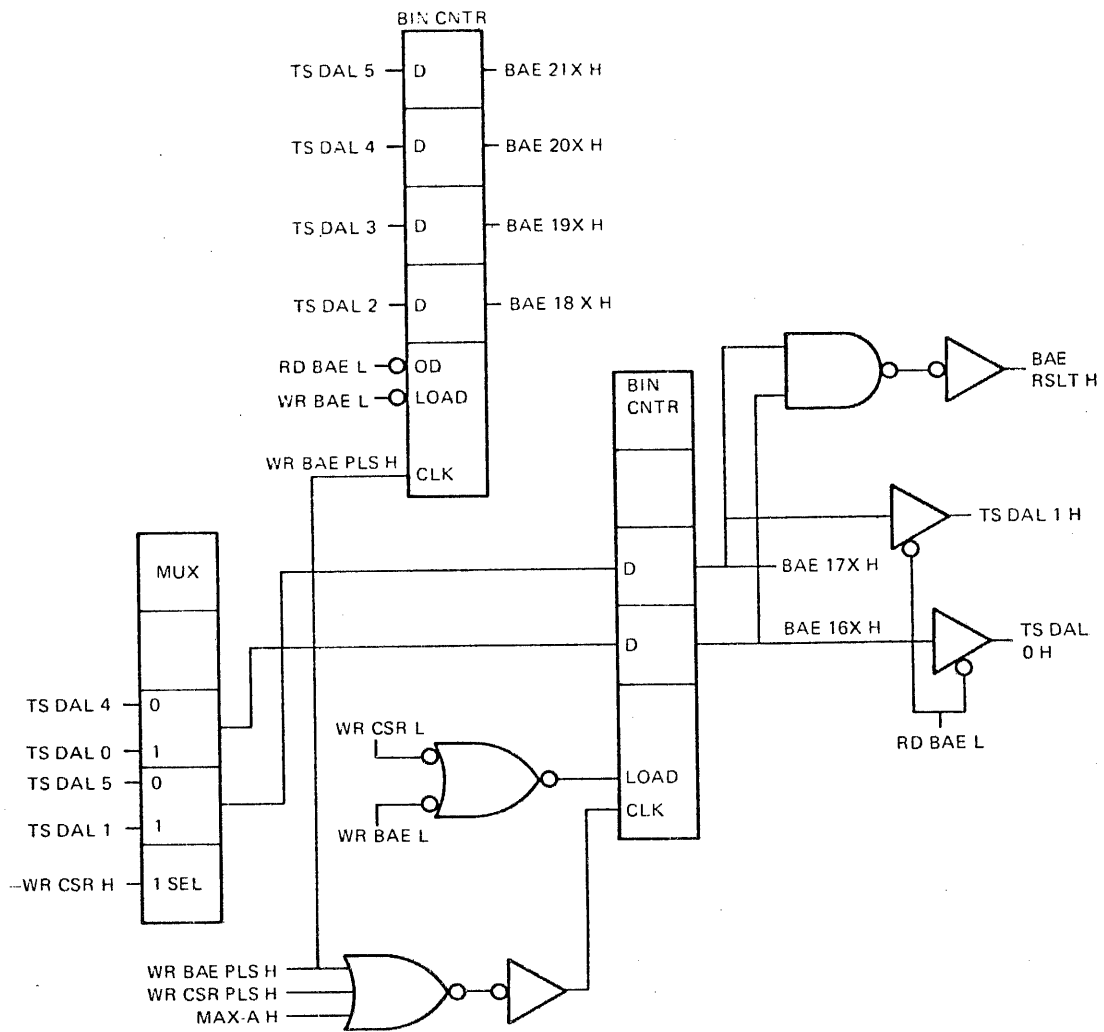 BIN CNTR
TS DAL 5
D
BAE 21X H
TS DAL 4
D
BAE 20X H
TS DAL 3
D
BAE 19X H
TS DAL 2
D
BAE 18 X H
RD BAE L
OD
WR BAE L
LOAD
WR BAE PLS H
CLK
BIN
CNTR
BAE
RSLT H
TS DAL 1 H
MUX
D
BAE 17X H
D
BAE 16X H
TS DAL
0 H
TS DAL 4
0
TS DAL 0
1
TS DAL 5
0
TS DAL 1
1
RD BAE L
WR CSR L
LOAD
CLK
WR BAE L
–WR CSR H
1 SEL
WR BAE PLS H
WR CSR PLS H
MAX-A H